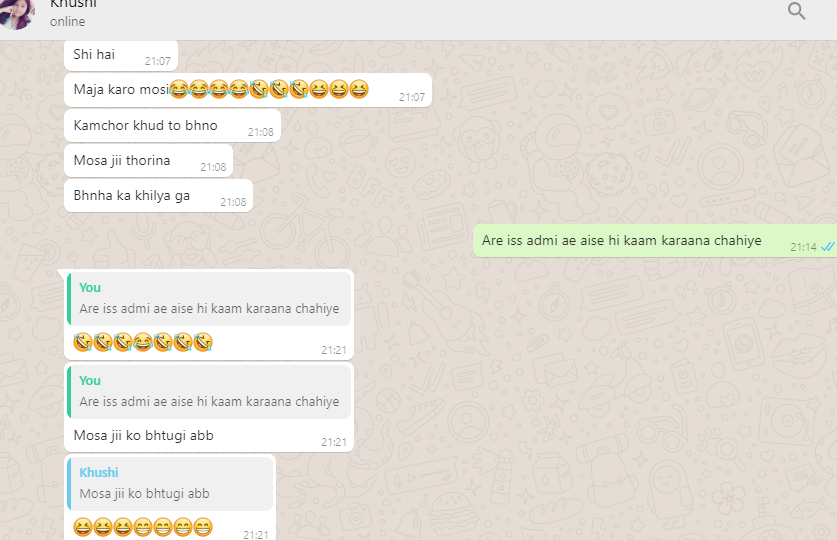 Khushi
online
Shi hai
21:07
Maja karo mosi😂😂😂😂🤣🤣🤣😆😆😆
21:07
Kamchor khud to bhno
21:08
Mosa jii thorina
21:08
Bhnha ka khilya ga
21:08
Are iss admi ae aise hi kaam karaana chahiye
21:14
You
Are iss admi ae aise hi kaam karaana chahiye
🤣🤣🤣😂🤣🤣🤣
21:21
You
Are iss admi ae aise hi kaam karaana chahiye
Mosa jii ko bhtugi abb
21:21
Khushi
Mosa jii ko bhtugi abb
😆😆😆😁😁😁😁
21:21